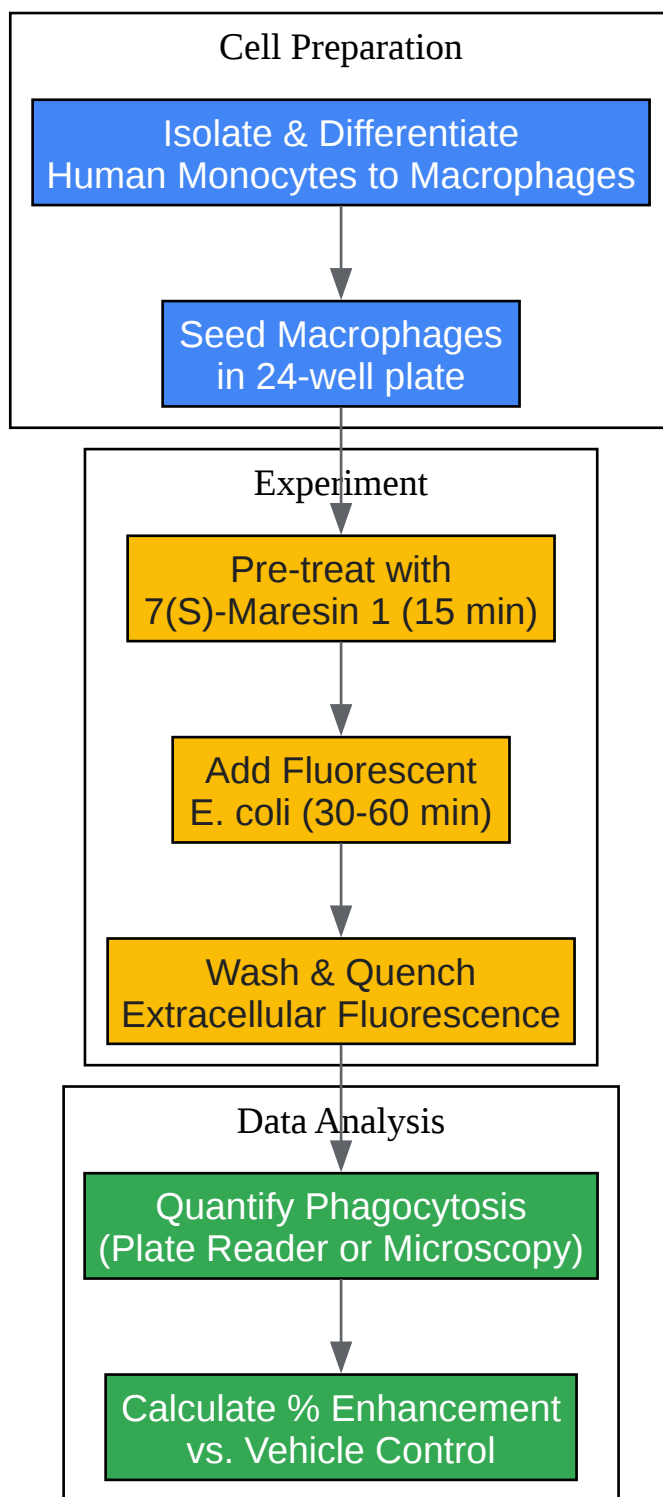 Cell Preparation
Isolate & Differentiate
Human Monocytes to Macrophages
Seed Macrophages
in 24-well plate
Experiment
Pre-treat with
7(S)-Maresin 1 (15 min)
Add Fluorescent
E. coli (30-60 min)
Wash & Quench
Extracellular Fluorescence
Data Analysis
Quantify Phagocytosis
(Plate Reader or Microscopy)
Calculate % Enhancement
vs. Vehicle Control